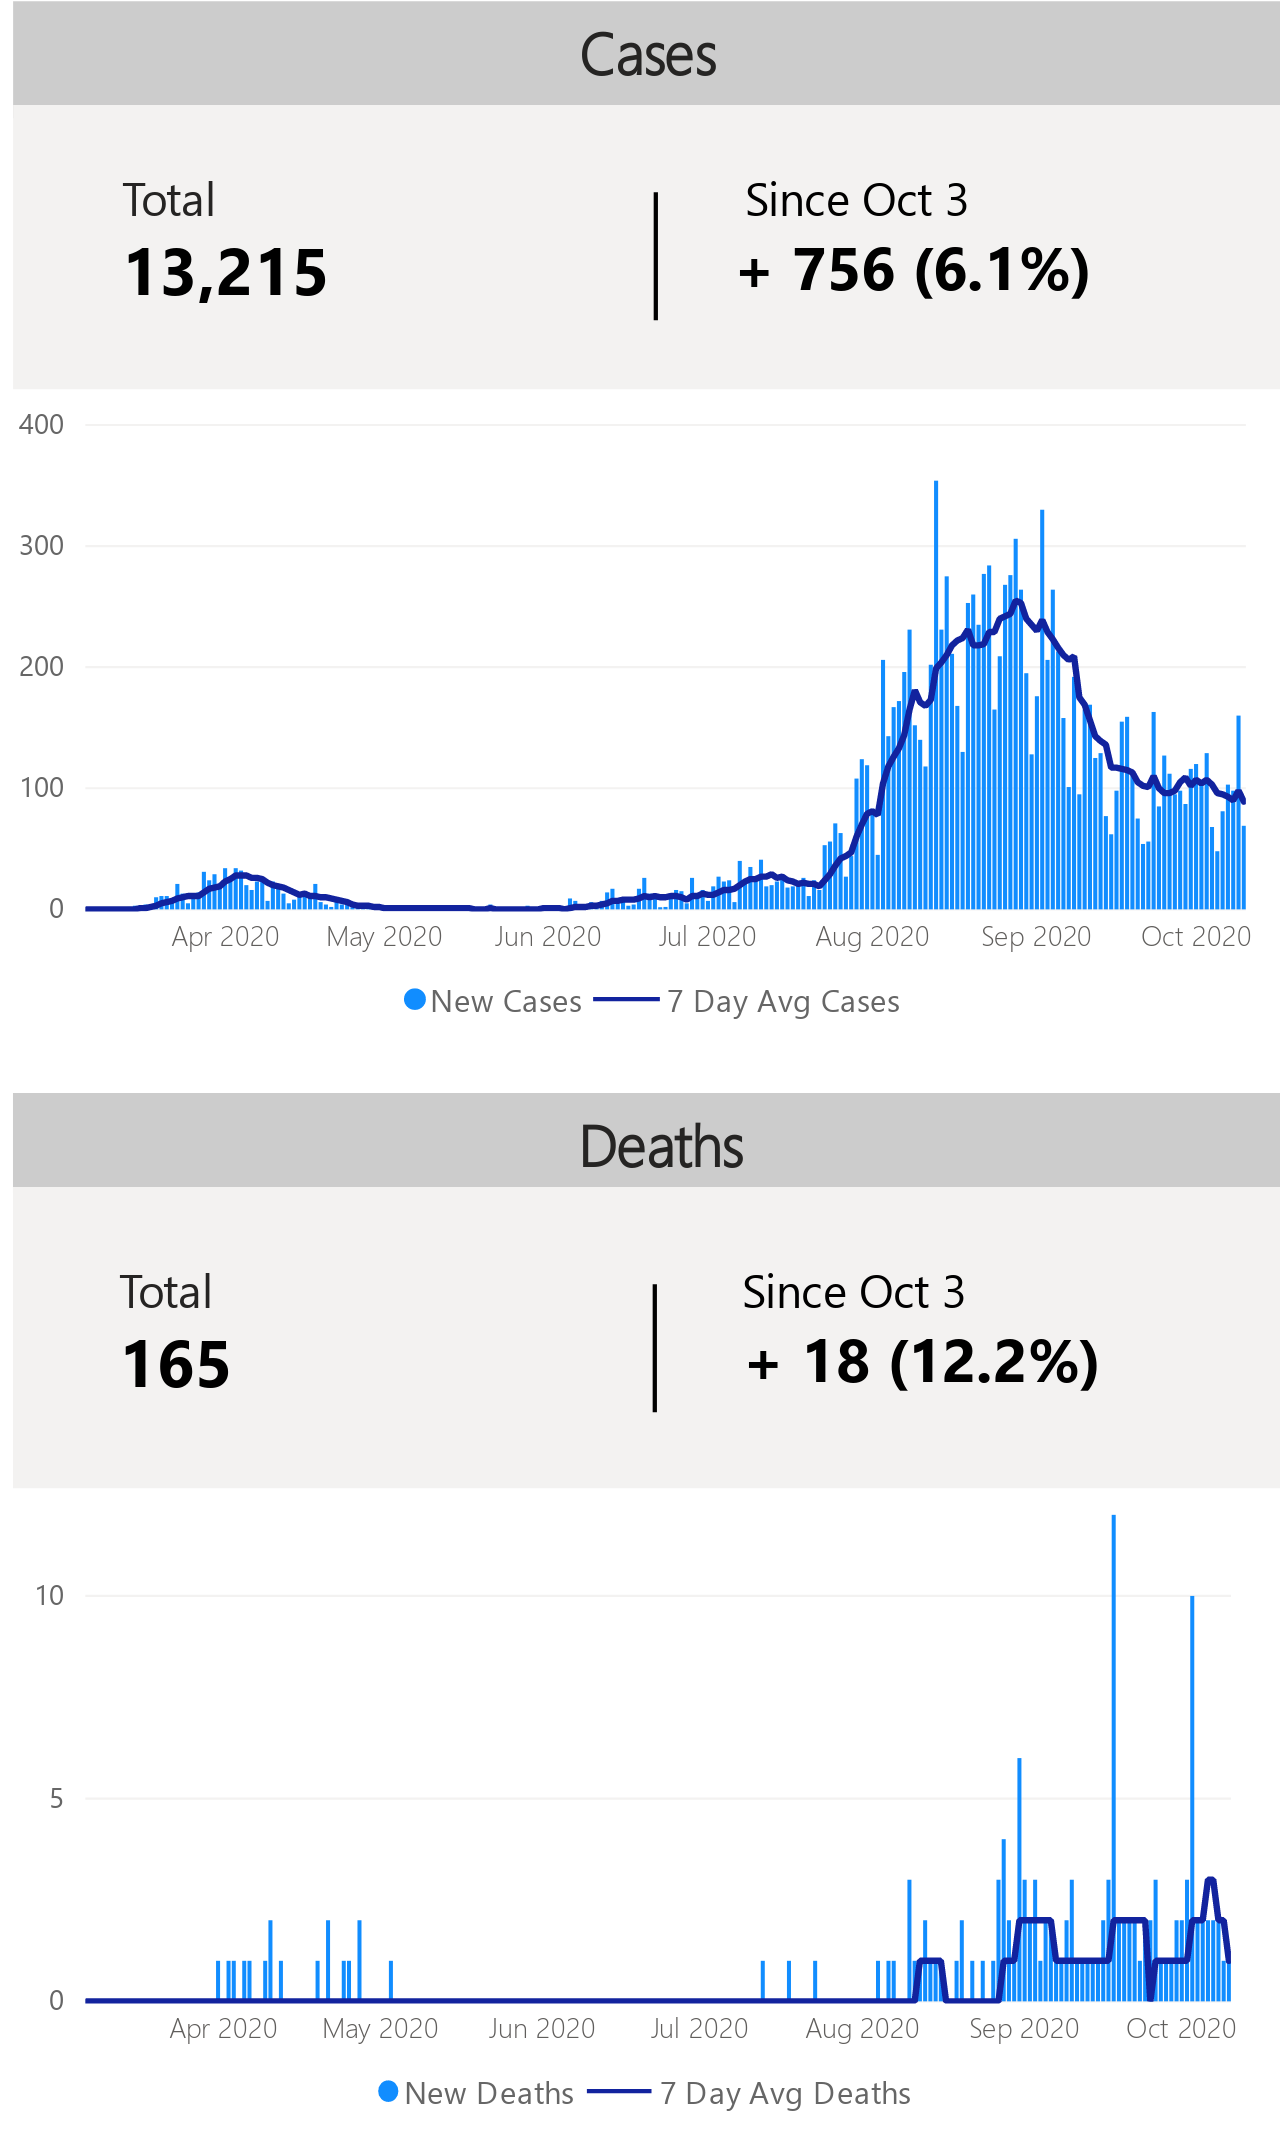 Cases
Total
Since Oct 3
13,215
+ 756 (6.1%)
400
300
200
100
0
Apr 2020 May 2020 Jun 2020 Jul 2020 Aug 2020 Sep 2020 Oct 2020
New Cases 7 Day Avg Cases
Deaths
Total
Since Oct 3
165
+ 18 (12.2%)
10
5
0
Apr 2020 May 2020 Jun 2020 Jul 2020 Aug 2020 Sep 2020 Oct 2020
New Deaths 7 Day Avg Deaths